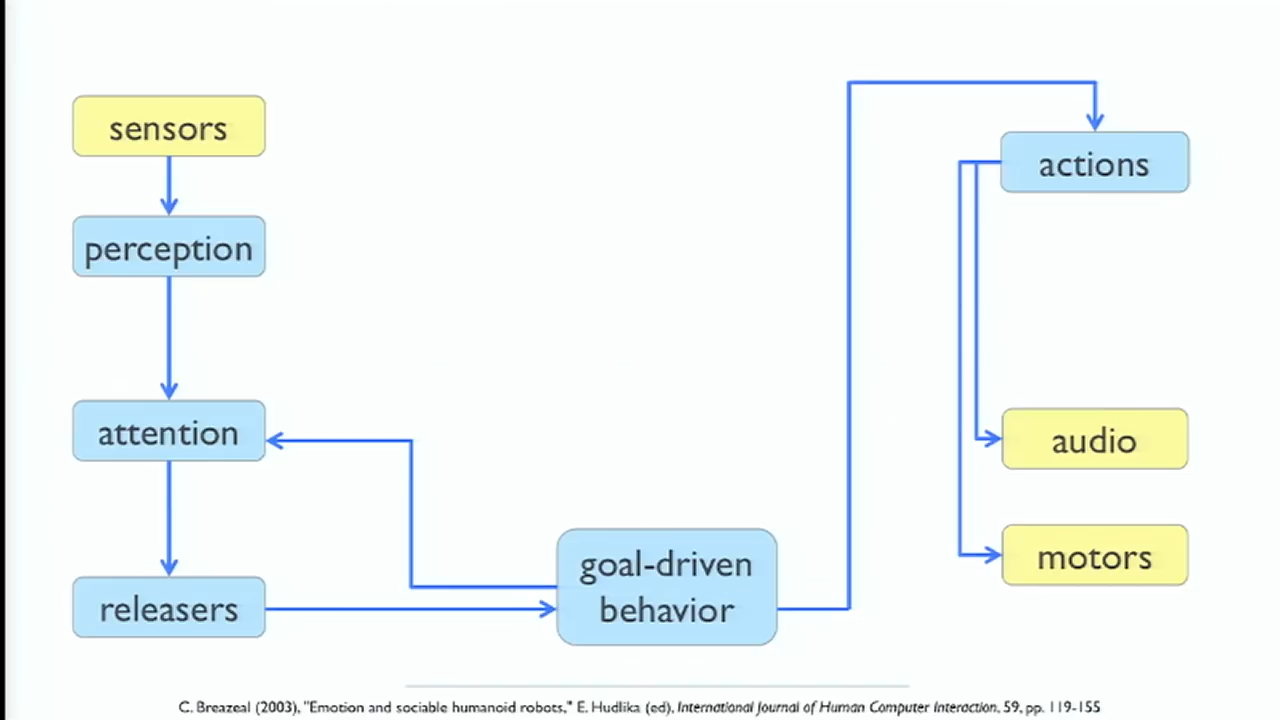 sensors
perception
attention
releasers
goal-driven
behavior
actions
audio
motors
C. Breazeal (2003), "Emotion and sociable humanoid robots," E. Hudlika (ed), International Journal of Human Computer Interaction, 59, pp. 119-155